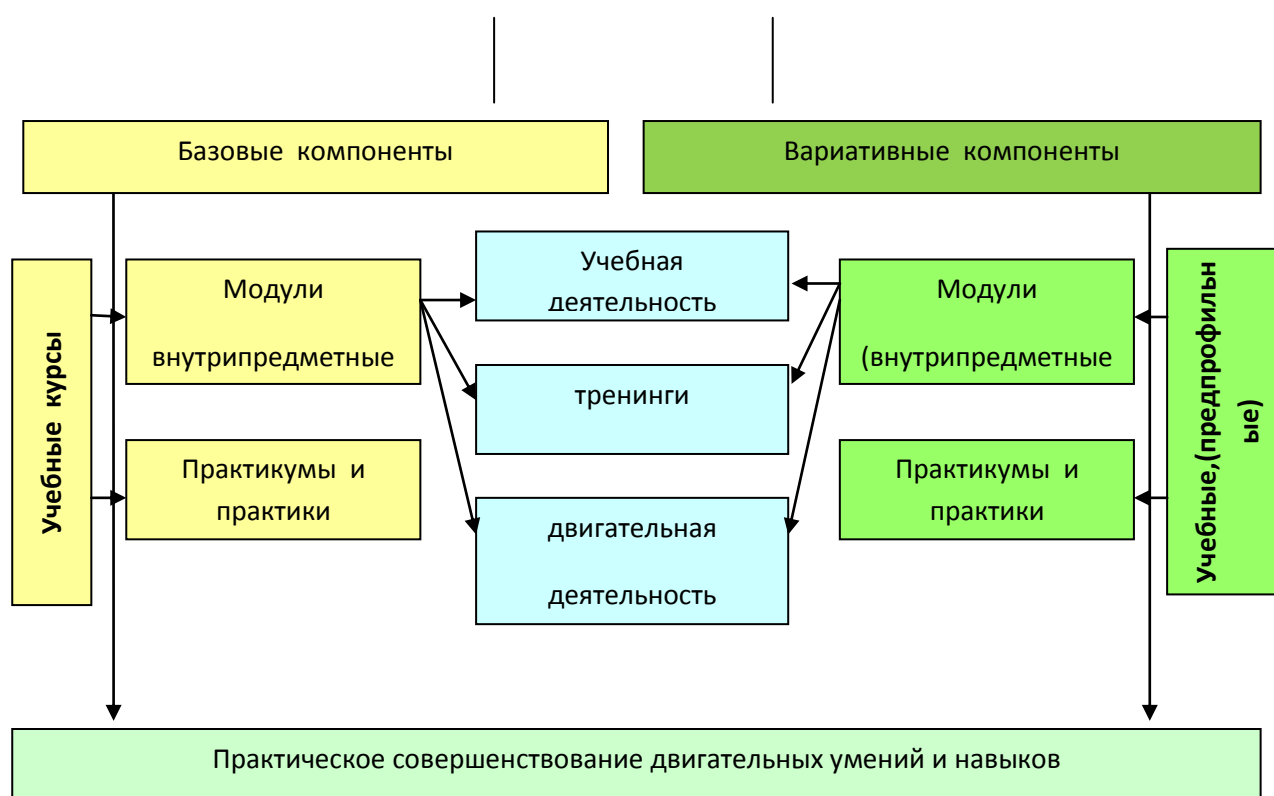 Базовые компоненты
Вариативные компоненты
Учебные курсы
Модули
внутрипредметные
Учебная
деятельность
Модули
(внутрипредметные
Учебные,(предпрофильн
ые)
тренинги
Практикумы и
практики
двигательная
деятельность
Практикумы и
практики
Практическое совершенствование двигательных умений и навыков